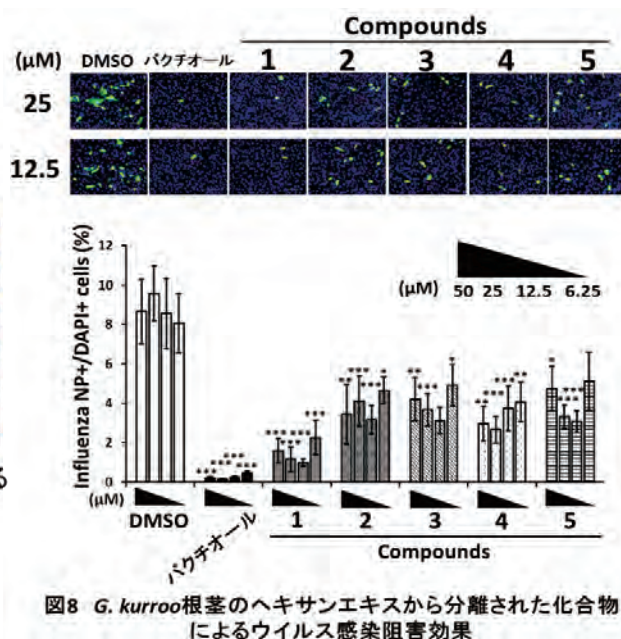 Compounds
(μM) DMSO バクチオール 1 2 3 4 5
25
12.5
Influenza NP+/DAPI+ cells (%)
12
10
8
6
4
2
0
(μM) 50 25 12.5 6.25
*** *** *** ***
*** *** *** ***
** *** *** *
** *** *
** *** *** **
* *** ***
(μM)
DMSO バクチオール 1 2 3 4 5
Compounds
図8 G. kurroo根茎のヘキサンエキスから分離された化合物
によるウイルス感染阻害効果